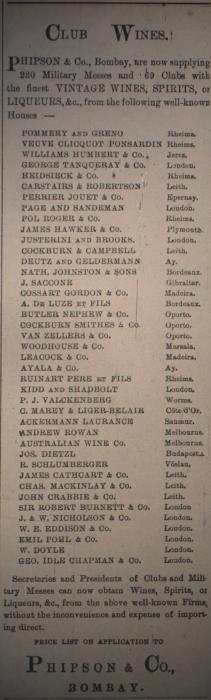 CLUB WINES.
PHIPSON & Co., Bombay, are now supplying
220 Military Messes and 69 Clubs with
the finest VINTAGE WINES, SPIRITS, or
LIQUEURS, &c., from the following well-known
Houses :—
POMMERY AND GRENO Rheims.
VEUVE CLICQUOT PONSARDIN Rheims.
WILLIAMS HUMBERT & Co., Jerez.
GEORGE TANQUERAY & Co. London.
HEIDSIECK & Co. Rheims.
CARSTAIRS & ROBERTSON Leith.
PERRIER JOUET & Co. Epernay.
PAGE AND SANDEMAN London.
POL ROGER & Co. Rheims.
JAMES HAWKER & Co. Plymouth.
JUSTERINI AND BROOKS. London.
COCKBURN & CAMPBELL Leith.
DEUTZ AND GELDERMANN Ay.
NATH. JOHNSTON & SONS Bordeaux.
J. SACCONE Gibraltar.
COSSART GORDON & Co. Madeira.
A. DE LUZE ET FILS Bordeaux.
BUTLER NEPHEW & Co. Oporto.
COCKBURN SMITHES & Co. Oporto.
VAN ZELLERS & Co. Oporto.
WOODHOUSE & Co. Marsala.
LEACOCK & Co. Madeira.
AYALA & Co. Ay.
RUINART PERE ET FILS Rheims.
KIDD AND SHADBOLT London.
P. J. VALCKENBERG Worms.
C. MAREY & LIGER-BELAIR Côte d'Or.
ACKERMANN LAURANCE Saumur.
ANDREW ROWAN Melbourne.
AUSTRALIAN WINE Co. Melbourne.
JOS. DIETZL Budapest.
R. SCHLUMBERGER Vöslau.
JAMES CATHCART & Co. Leith.
CHAS. MACKINLAY & Co. Leith.
JOHN CRABBIE & Co. Leith.
SIR ROBERT BURNETT & Co. London
J. & W. NICHOLSON & Co. London.
W. E. EDDISON & Co. London.
EMIL POHL & Co. London.
W. DOYLE London.
GEO. IDLE CHAPMAN & Co. London.
Secretaries and Presidents of Clubs and Mili-
tary Messes can now obtain Wines, Spirits, or
Liqueurs, &c., from the above well-known Firms,
without the inconvenience and expense of import-
ing direct.
PRICE LIST ON APPLICATION TO
PHIPSON & Co.,
BOMBAY.